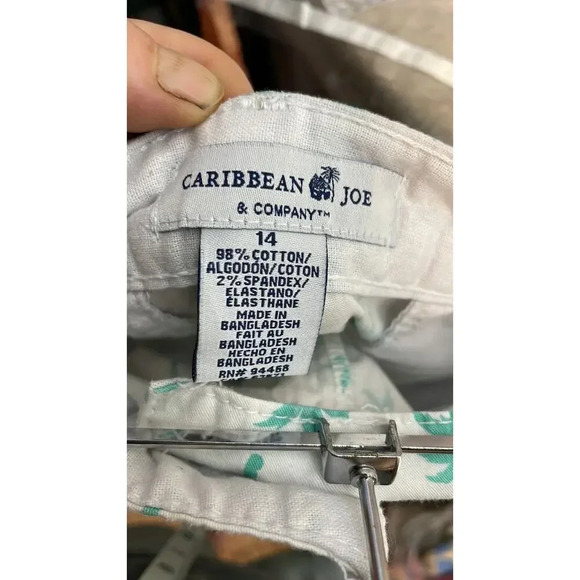 CARIBBEAN JOE
& COMPANY™
14
98% COTTON/
ALGODÓN/COTON
2% SPANDEX/
ELASTANO/
ÉLASTHANE
MADE IN
BANGLADESH
FAIT AU
BANGLADESH
HECHO EN
BANGLADESH
RN# 94468